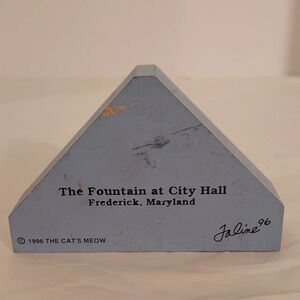 The Fountain at City Hall
Frederick, Maryland
Faline 96
© 1996 THE CAT'S MEOW